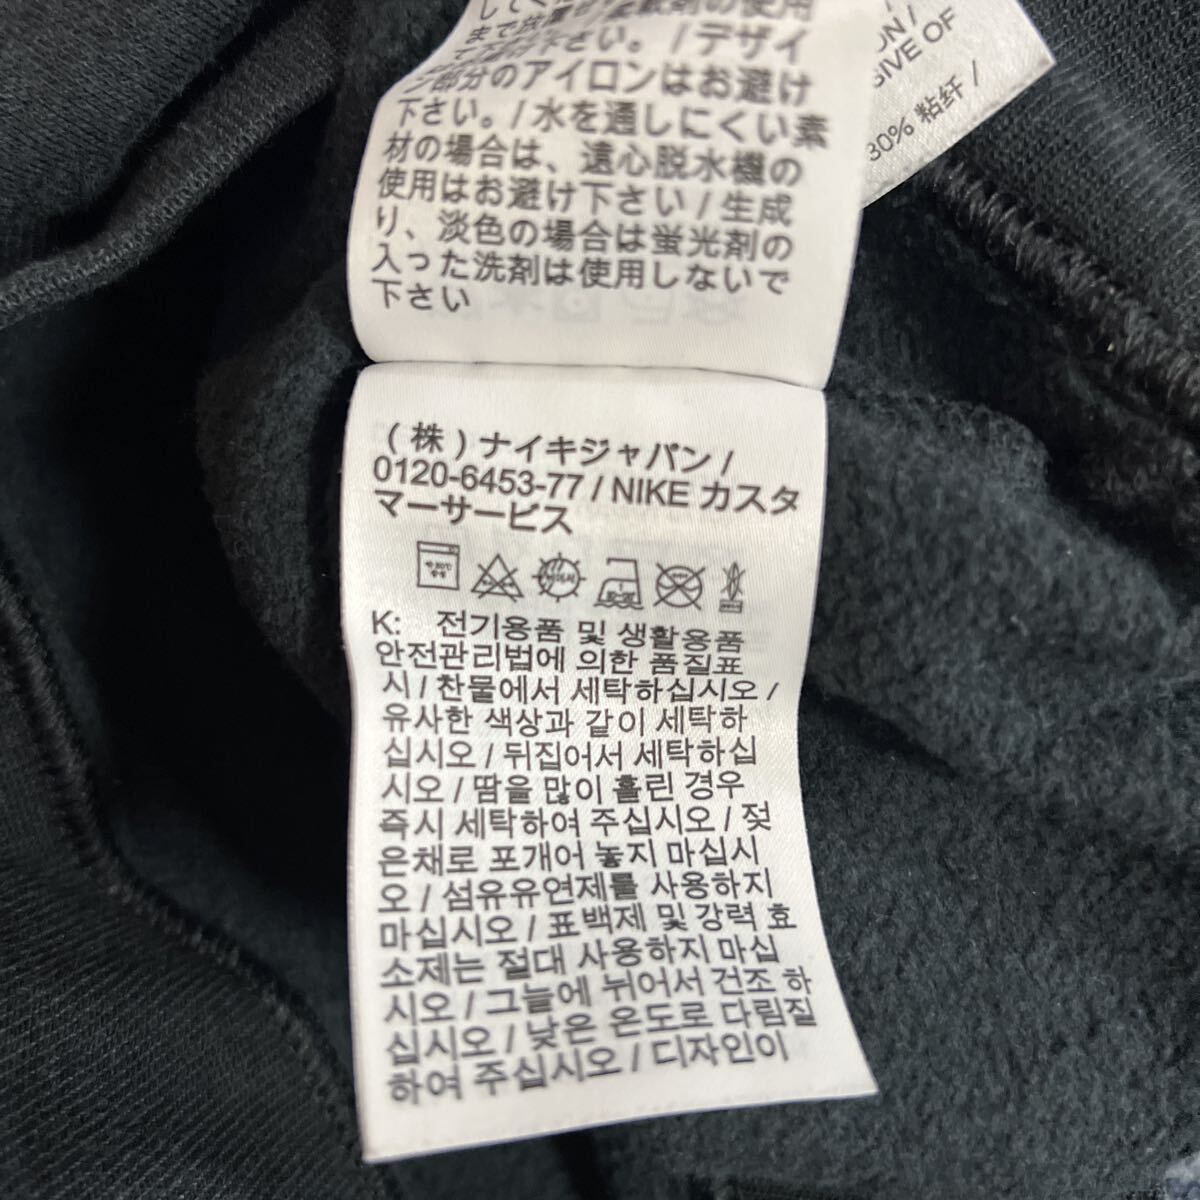 まで放置や柔軟剤の使用
下さい。/ デザイ
ン部分のアイロンはお避け
下さい。/ 水を通しにくい素
材の場合は、遠心脱水機の
使用はお避け下さい / 生成
り、淡色の場合は蛍光剤の
入った洗剤は使用しないで
下さい
ON /
SIVE OF
30% 粘纤 /
( 株 ) ナイキジャパン /
0120-6453-77 / NIKE カスタ
マーサービス
K: 전기용품 및 생활용품
안전관리법에 의한 품질표
시 / 찬물에서 세탁하십시오 /
유사한 색상과 같이 세탁하
십시오 / 뒤집어서 세탁하십
시오 / 땀을 많이 흘린 경우
즉시 세탁하여 주십시오 / 젖
은채로 포개어 놓지 마십시
오 / 섬유유연제를 사용하지
마십시오 / 표백제 및 강력 효
소제는 절대 사용하지 마십
시오 / 그늘에 뉘어서 건조 하
십시오 / 낮은 온도로 다림질
하여 주십시오 / 디자인이